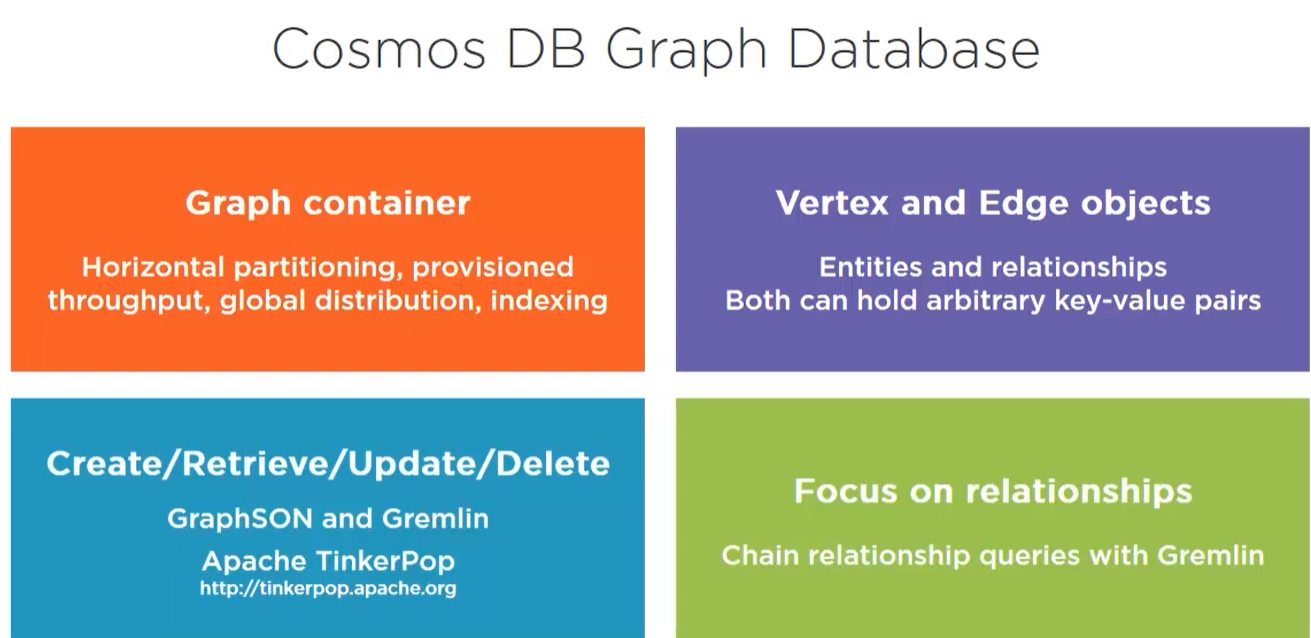 Cosmos DB Graph Database
Graph container
Horizontal partitioning, provisioned
throughput, global distribution, indexing
Vertex and Edge objects
Entities and relationships
Both can hold arbitrary key-value pairs
Create/Retrieve/Update/Delete
GraphSON and Gremlin
Apache TinkerPop
http://tinkerpop.apache.org
Focus on relationships
Chain relationship queries with Gremlin